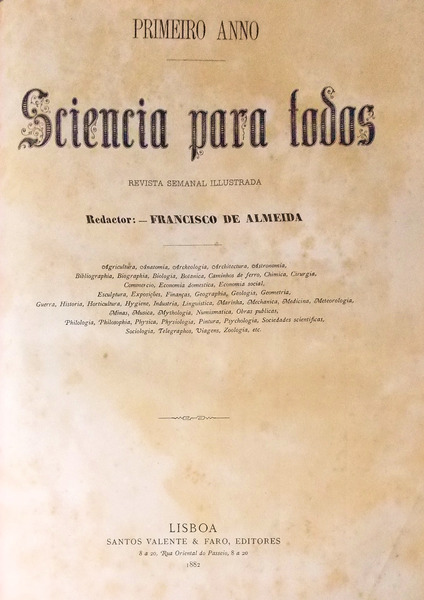 PRIMEIRO ANNO
Sciencia para todos
REVISTA SEMANAL ILLUSTRADA
Redactor: — FRANCISCO DE ALMEIDA
Agricultura, Anatomia, Archeologia, Architectura, Astronomia,
Bibliographia, Biographia, Biologia, Botanica, Caminhos de ferro, Chimica, Cirurgia,
Commercio, Economia domestica, Economia social,
Esculptura, Exposições, Finanças, Geographia, Geologia, Geometria,
Guerra, Historia, Horticultura, Hygiene, Industria, Linguistica, Marinha, Mechanica, Medicina, Meteorologia,
Minas, Musica, Mythologia, Numismatica, Obras publicas,
Philologia, Philosophia, Physica, Physiologia, Pintura, Psychologia, Sociedades scientificas,
Sociologia, Telegraphos, Viagens, Zoologia, etc.
LISBOA
SANTOS VALENTE & FARO, EDITORES
8 a 20, Rua Oriental do Passeio, 8 a 20
1882